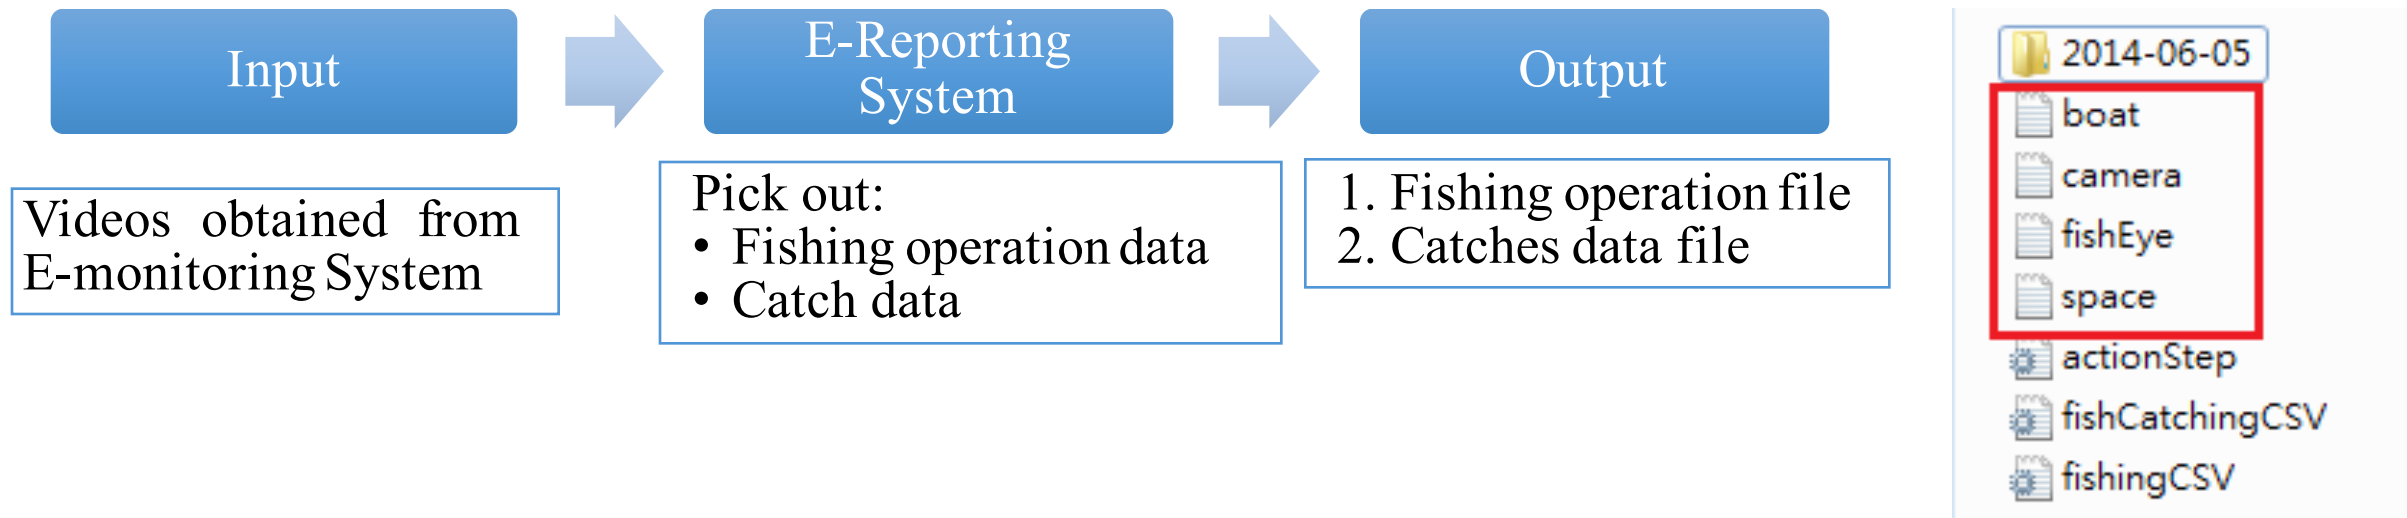 Input
E-Reporting
System
Output
Videos obtained from
E-monitoring System
Pick out:
• Fishing operation data
• Catch data
1. Fishing operation file
2. Catches data file
2014-06-05
boat
camera
fishEye
space
actionStep
fishCatchingCSV
fishingCSV